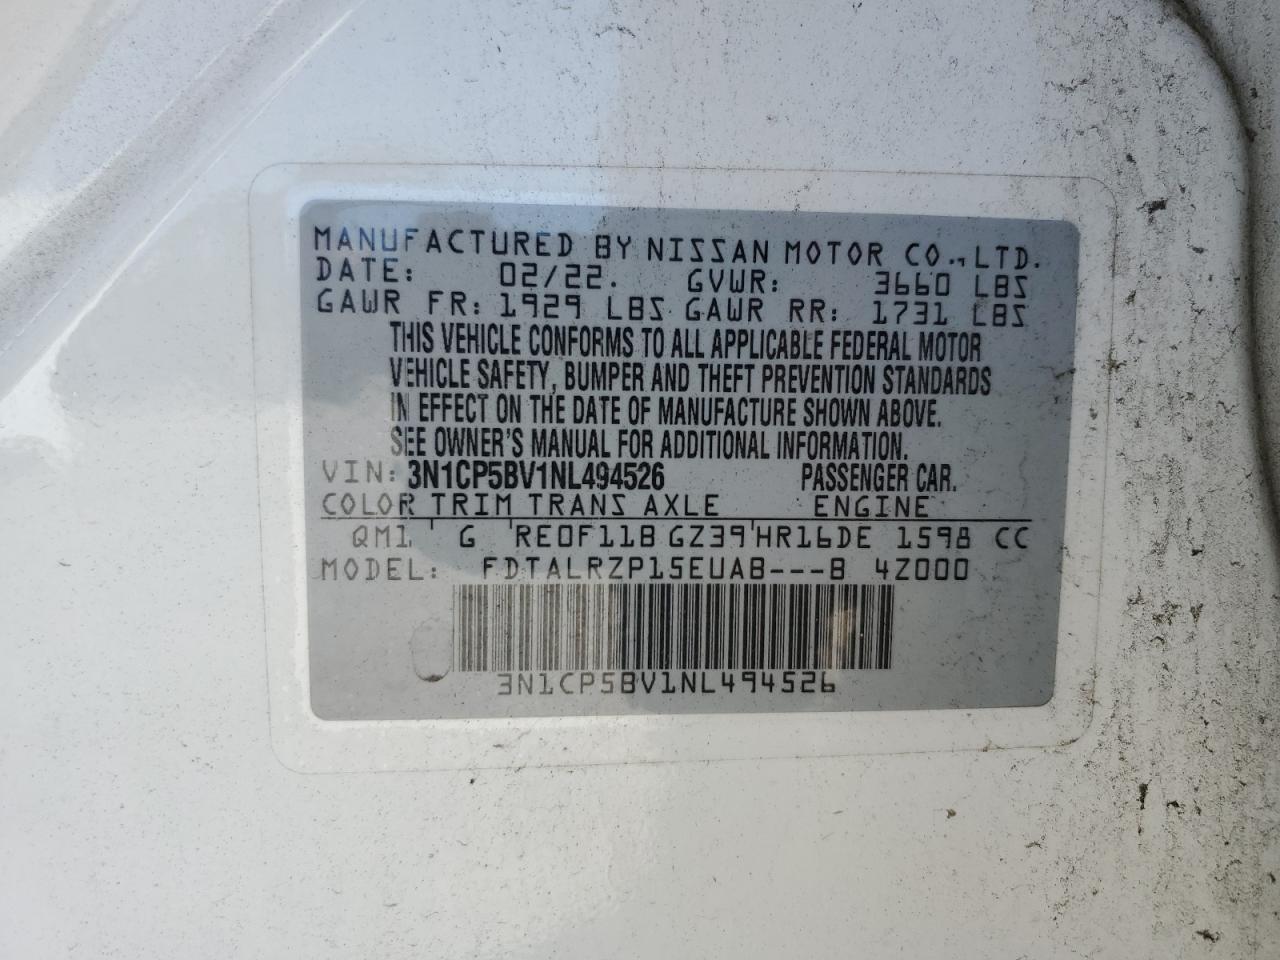 MANUFACTURED BY NISSAN MOTOR CO., LTD.
DATE: 02/22. GVWR: 3660 LBS
GAWR FR: 1929 LBS GAWR RR: 1731 LBS
THIS VEHICLE CONFORMS TO ALL APPLICABLE FEDERAL MOTOR
VEHICLE SAFETY, BUMPER AND THEFT PREVENTION STANDARDS
IN EFFECT ON THE DATE OF MANUFACTURE SHOWN ABOVE.
SEE OWNER'S MANUAL FOR ADDITIONAL INFORMATION.
VIN: 3N1CP5BV1NL494526 PASSENGER CAR.
COLOR TRIM TRANS AXLE ENGINE
QM1 G RE0F11B GZ39 HR16DE 1598 CC
MODEL: FDTALRZP15EUAB---B 4Z000
3N1CP5BV1NL494526